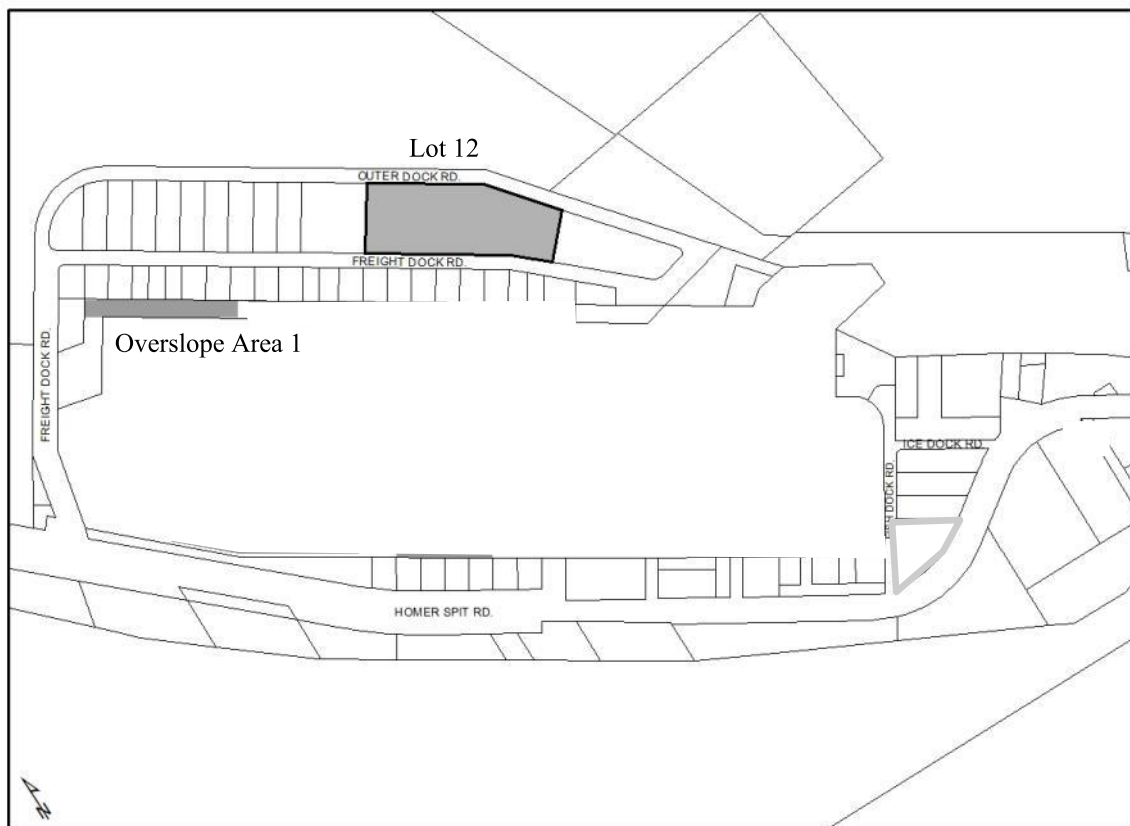 Lot 12
OUTER DOCK RD.
FREIGHT DOCK RD.
Overslope Area 1
FREIGHT DOCK RD.
ICE DOCK RD.
DOCK RD.
HOMER SPIT RD.
N